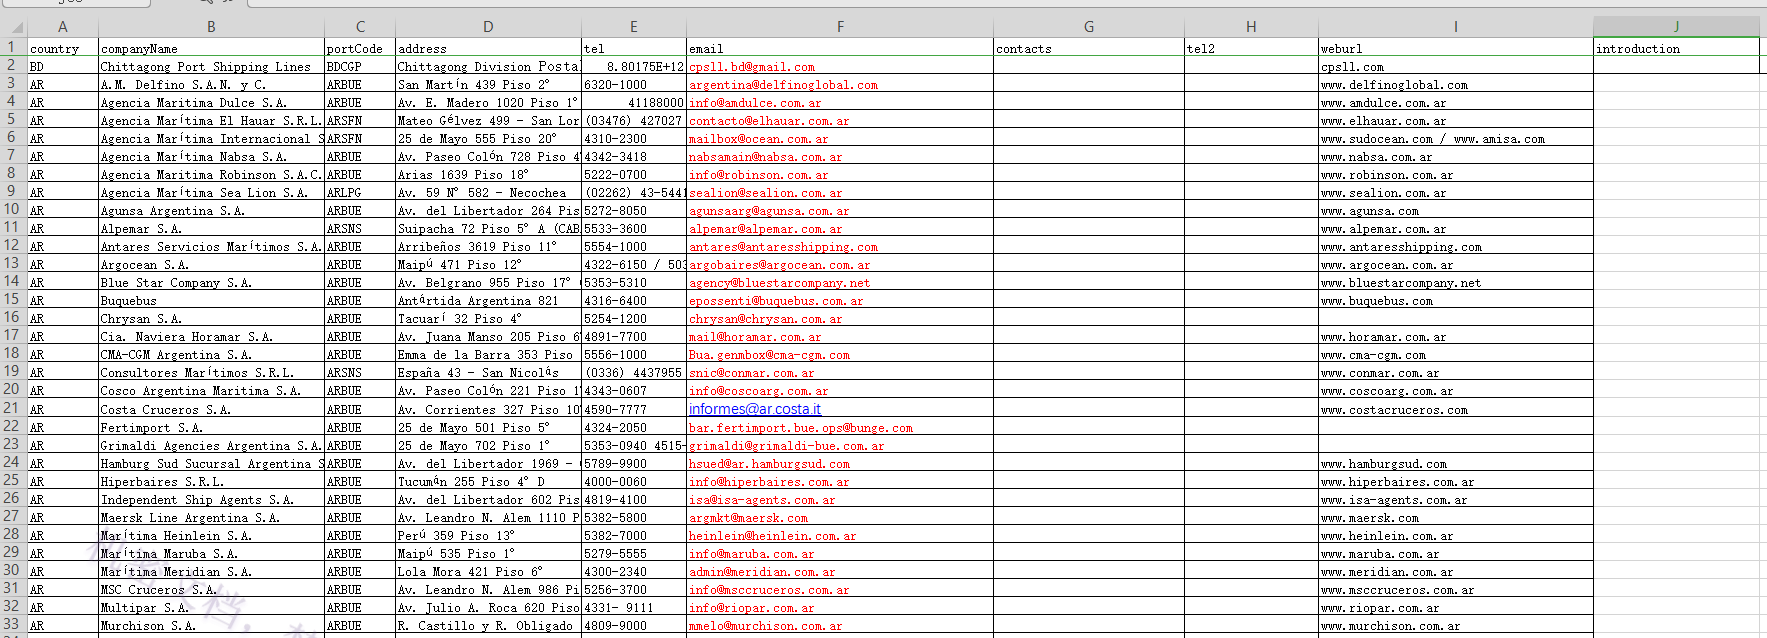 A B C D E F G H I J
1 country companyName portCode address tel email contacts tel2 weburl introduction
2 BD Chittagong Port Shipping Lines BDCGP Chittagong Division Posta 8.80175E+12 cpsll.bd@gmail.com cpsll.com
3 AR A.M. Delfino S.A.N. y C. ARBUE San Martín 439 Piso 2° 6320-1000 argentina@delfinoglobal.com www.delfinoglobal.com
4 AR Agencia Maritima Dulce S.A. ARBUE Av. E. Madero 1020 Piso 1° 41188000 info@amdulce.com.ar www.amdulce.com.ar
5 AR Agencia Marítima El Hauar S.R.L. ARSFN Mateo Gélvez 499 - San Lor (03476) 427027 contacto@elhauar.com.ar www.elhauar.com.ar
6 AR Agencia Marítima Internacional S ARSFN 25 de Mayo 555 Piso 20° 4310-2300 mailbox@ocean.com.ar www.sudocean.com / www.amisa.com
7 AR Agencia Marítima Nabsa S.A. ARBUE Av. Paseo Colón 728 Piso 4° 4342-3418 nabsamain@nabsa.com.ar www.nabsa.com.ar
8 AR Agencia Maritima Robinson S.A.C. ARBUE Arias 1639 Piso 18° 5222-0700 info@robinson.com.ar www.robinson.com.ar
9 AR Agencia Marítima Sea Lion S.A. ARLPG Av. 59 N° 582 - Necochea (02262) 43-5441 sealion@sealion.com.ar www.sealion.com.ar
10 AR Agunsa Argentina S.A. ARBUE Av. del Libertador 264 Pis 5272-8050 agunsaarg@agunsa.com.ar www.agunsa.com
11 AR Alpemar S.A. ARSNS Suipacha 72 Piso 5° A (CAB 5533-3600 alpemar@alpemar.com.ar www.alpemar.com.ar
12 AR Antares Servicios Marítimos S.A. ARBUE Arribeños 3619 Piso 11° 5554-1000 antares@antaresshipping.com www.antaresshipping.com
13 AR Argocean S.A. ARBUE Maipú 471 Piso 12° 4322-6150 / 503 argobaires@argocean.com.ar www.argocean.com.ar
14 AR Blue Star Company S.A. ARBUE Av. Belgrano 955 Piso 17° 5353-5310 agency@bluestarcompany.net www.bluestarcompany.net
15 AR Buquebus ARBUE Antártida Argentina 821 4316-6400 epossenti@buquebus.com.ar www.buquebus.com
16 AR Chrysan S.A. ARBUE Tacuarí 32 Piso 4° 5254-1200 chrysan@chrysan.com.ar
17 AR Cia. Naviera Horamar S.A. ARBUE Av. Juana Manso 205 Piso 6 4891-7700 mail@horamar.com.ar www.horamar.com.ar
18 AR CMA-CGM Argentina S.A. ARBUE Emma de la Barra 353 Piso 5556-1000 Bua.genmbox@cma-cgm.com www.cma-cgm.com
19 AR Consultores Marítimos S.R.L. ARSNS España 43 - San Nicolás (0336) 4437955 snic@conmar.com.ar www.conmar.com.ar
20 AR Cosco Argentina Maritima S.A. ARBUE Av. Paseo Colón 221 Piso 1 4343-0607 info@coscoarg.com.ar www.coscoarg.com.ar
21 AR Costa Cruceros S.A. ARBUE Av. Corrientes 327 Piso 10 4590-7777 informes@ar.costa.it www.costacruceros.com
22 AR Fertimport S.A. ARBUE 25 de Mayo 501 Piso 5° 4324-2050 bar.fertimport.bue.ops@bunge.com
23 AR Grimaldi Agencies Argentina S.A. ARBUE 25 de Mayo 702 Piso 1° 5353-0940 4515- grimaldi@grimaldi-bue.com.ar
24 AR Hamburg Sud Sucursal Argentina S ARBUE Av. del Libertador 1969 - 5789-9900 hsued@ar.hamburgsud.com www.hamburgsud.com
25 AR Hiperbaires S.R.L. ARBUE Tucumán 255 Piso 4° D 4000-0060 info@hiperbaires.com.ar www.hiperbaires.com.ar
26 AR Independent Ship Agents S.A. ARBUE Av. del Libertador 602 Pis 4819-4100 isa@isa-agents.com.ar www.isa-agents.com.ar
27 AR Maersk Line Argentina S.A. ARBUE Av. Leandro N. Alem 1110 P 5382-5800 argmkt@maersk.com www.maersk.com
28 AR Marítima Heinlein S.A. ARBUE Perú 359 Piso 13° 5382-7000 heinlein@heinlein.com.ar www.heinlein.com.ar
29 AR Marítima Maruba S.A. ARBUE Maipú 535 Piso 1° 5279-5555 info@maruba.com.ar www.maruba.com.ar
30 AR Marítima Meridian S.A. ARBUE Lola Mora 421 Piso 6° 4300-2340 admin@meridian.com.ar www.meridian.com.ar
31 AR MSC Cruceros S.A. ARBUE Av. Leandro N. Alem 986 Pi 5256-3700 info@msccruceros.com.ar www.msccruceros.com.ar
32 AR Multipar S.A. ARBUE Av. Julio A. Roca 620 Piso 4331- 9111 info@riopar.com.ar www.riopar.com.ar
33 AR Murchison S.A. ARBUE R. Castillo y R. Obligado 4809-9000 mmelo@murchison.com.ar www.murchison.com.ar